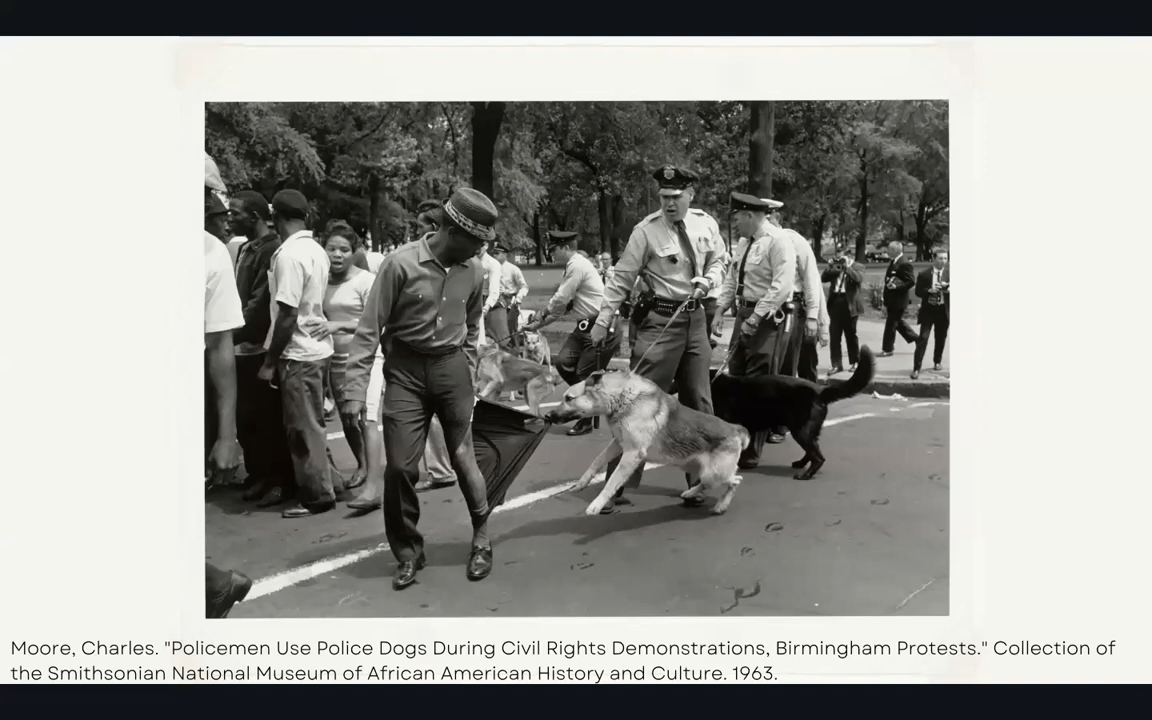 Moore, Charles. "Policemen Use Police Dogs During Civil Rights Demonstrations, Birmingham Protests." Collection of
the Smithsonian National Museum of African American History and Culture. 1963.